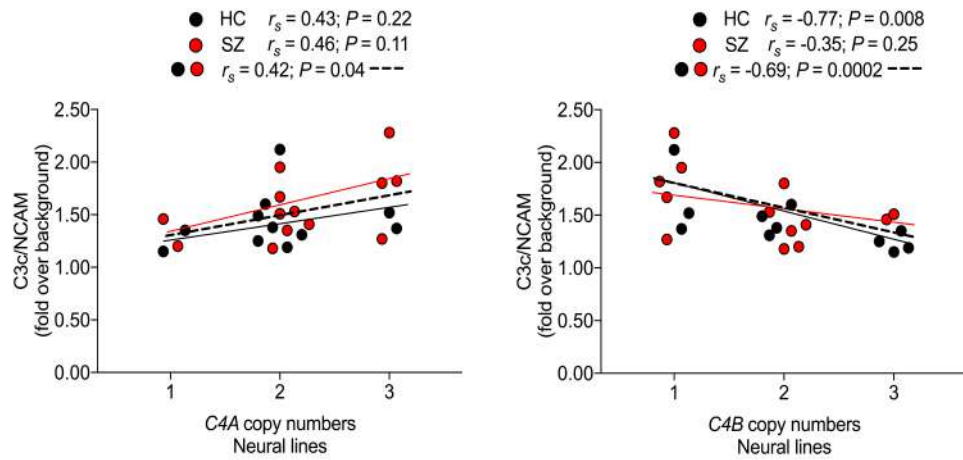 HC r_s = 0.43; P = 0.22
SZ r_s = 0.46; P = 0.11
r_s = 0.42; P = 0.04
2.50
2.00
1.50
1.00
0.50
0.00
C3c/NCAM
(fold over background)
1 2 3
C4A copy numbers
Neural lines
HC r_s = -0.77; P = 0.008
SZ r_s = -0.35; P = 0.25
r_s = -0.69; P = 0.0002
2.50
2.00
1.50
1.00
0.50
0.00
C3c/NCAM
(fold over background)
1 2 3
C4B copy numbers
Neural lines